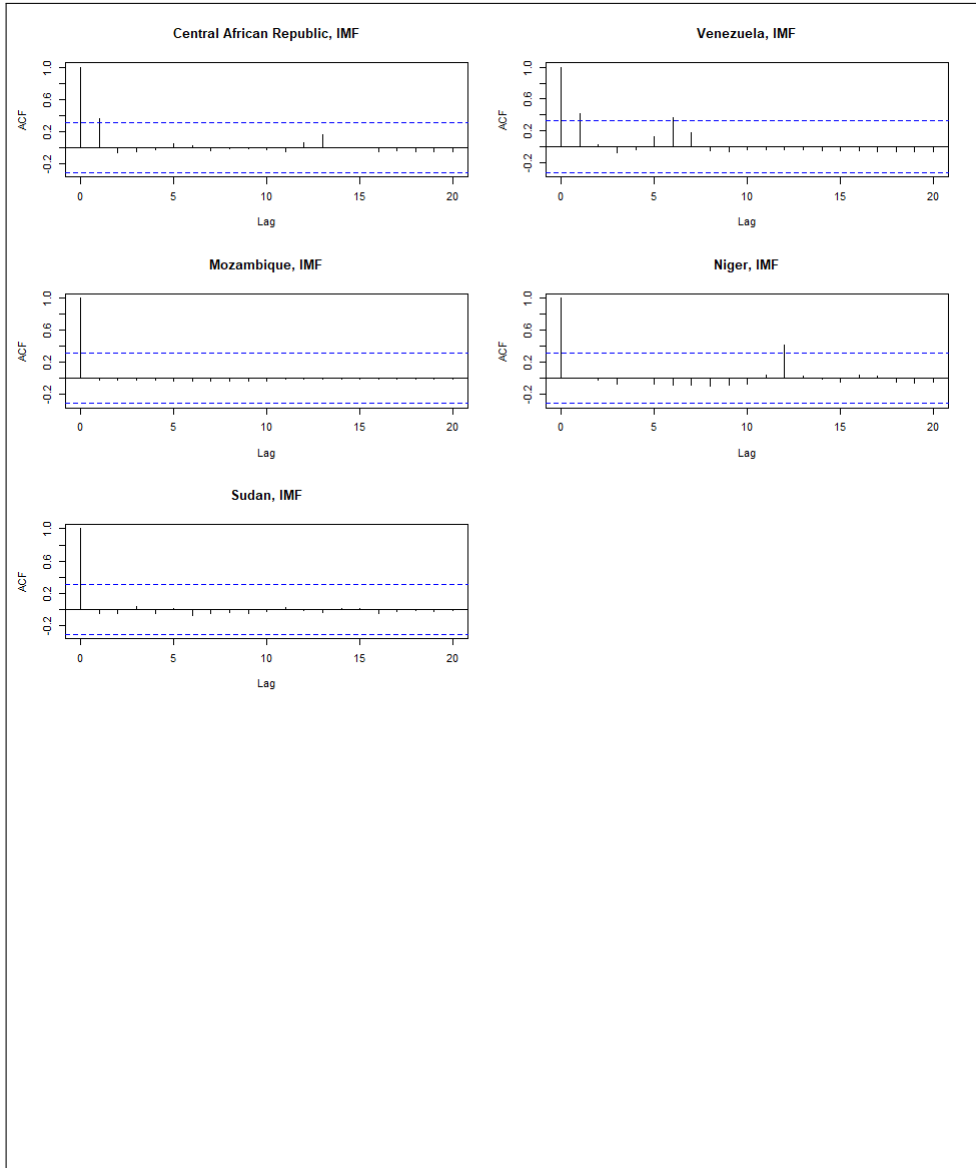 Central African Republic, IMF
ACF
-0.2 0.2 0.6 1.0
0 5 10 15 20
Lag
Venezuela, IMF
ACF
-0.2 0.2 0.6 1.0
0 5 10 15 20
Lag
Mozambique, IMF
ACF
-0.2 0.2 0.6 1.0
0 5 10 15 20
Lag
Niger, IMF
ACF
-0.2 0.2 0.6 1.0
0 5 10 15 20
Lag
Sudan, IMF
ACF
-0.2 0.2 0.6 1.0
0 5 10 15 20
Lag